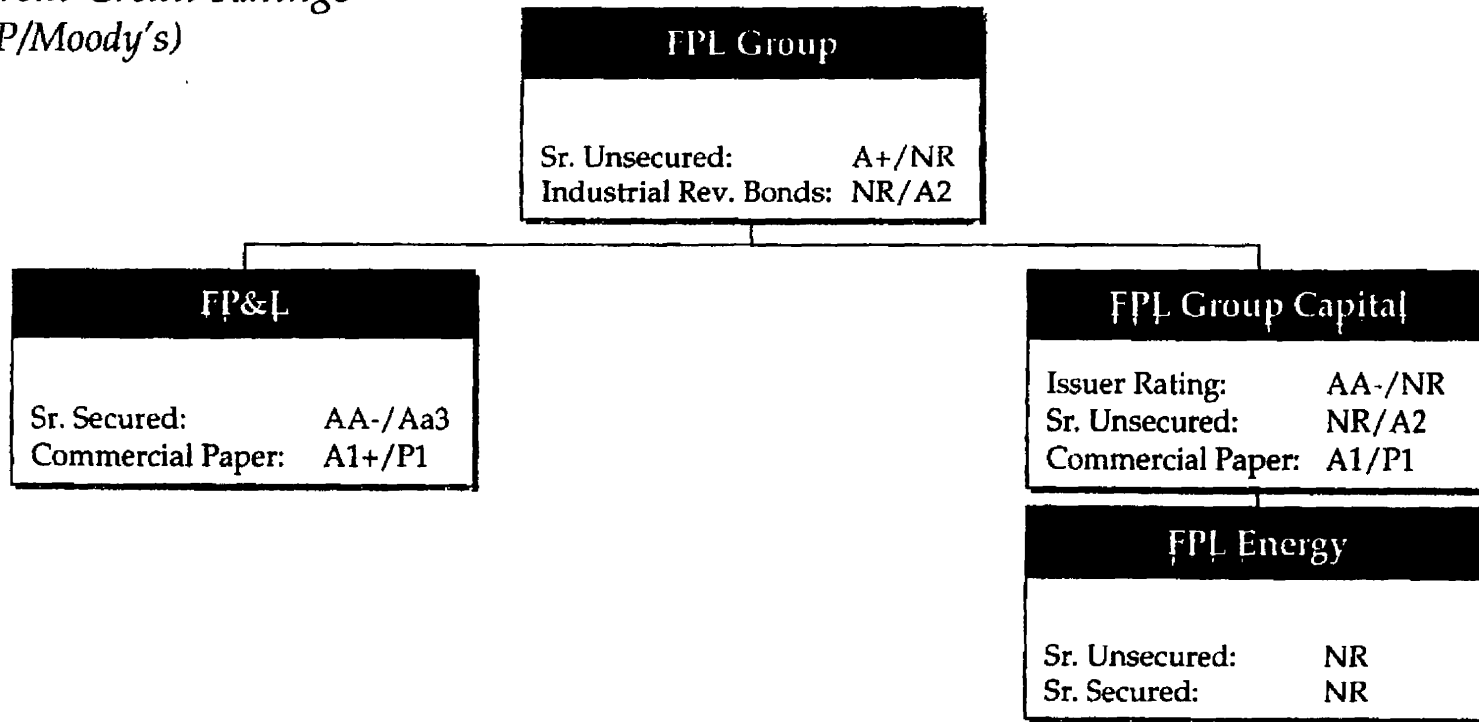 P/Moody's)
FPL Group
Sr. Unsecured: A+/NR
Industrial Rev. Bonds: NR/A2
FP&L
Sr. Secured: AA-/Aa3
Commercial Paper: A1+/P1
FPL Group Capital
Issuer Rating: AA-/NR
Sr. Unsecured: NR/A2
Commercial Paper: A1/P1
FPL Energy
Sr. Unsecured: NR
Sr. Secured: NR